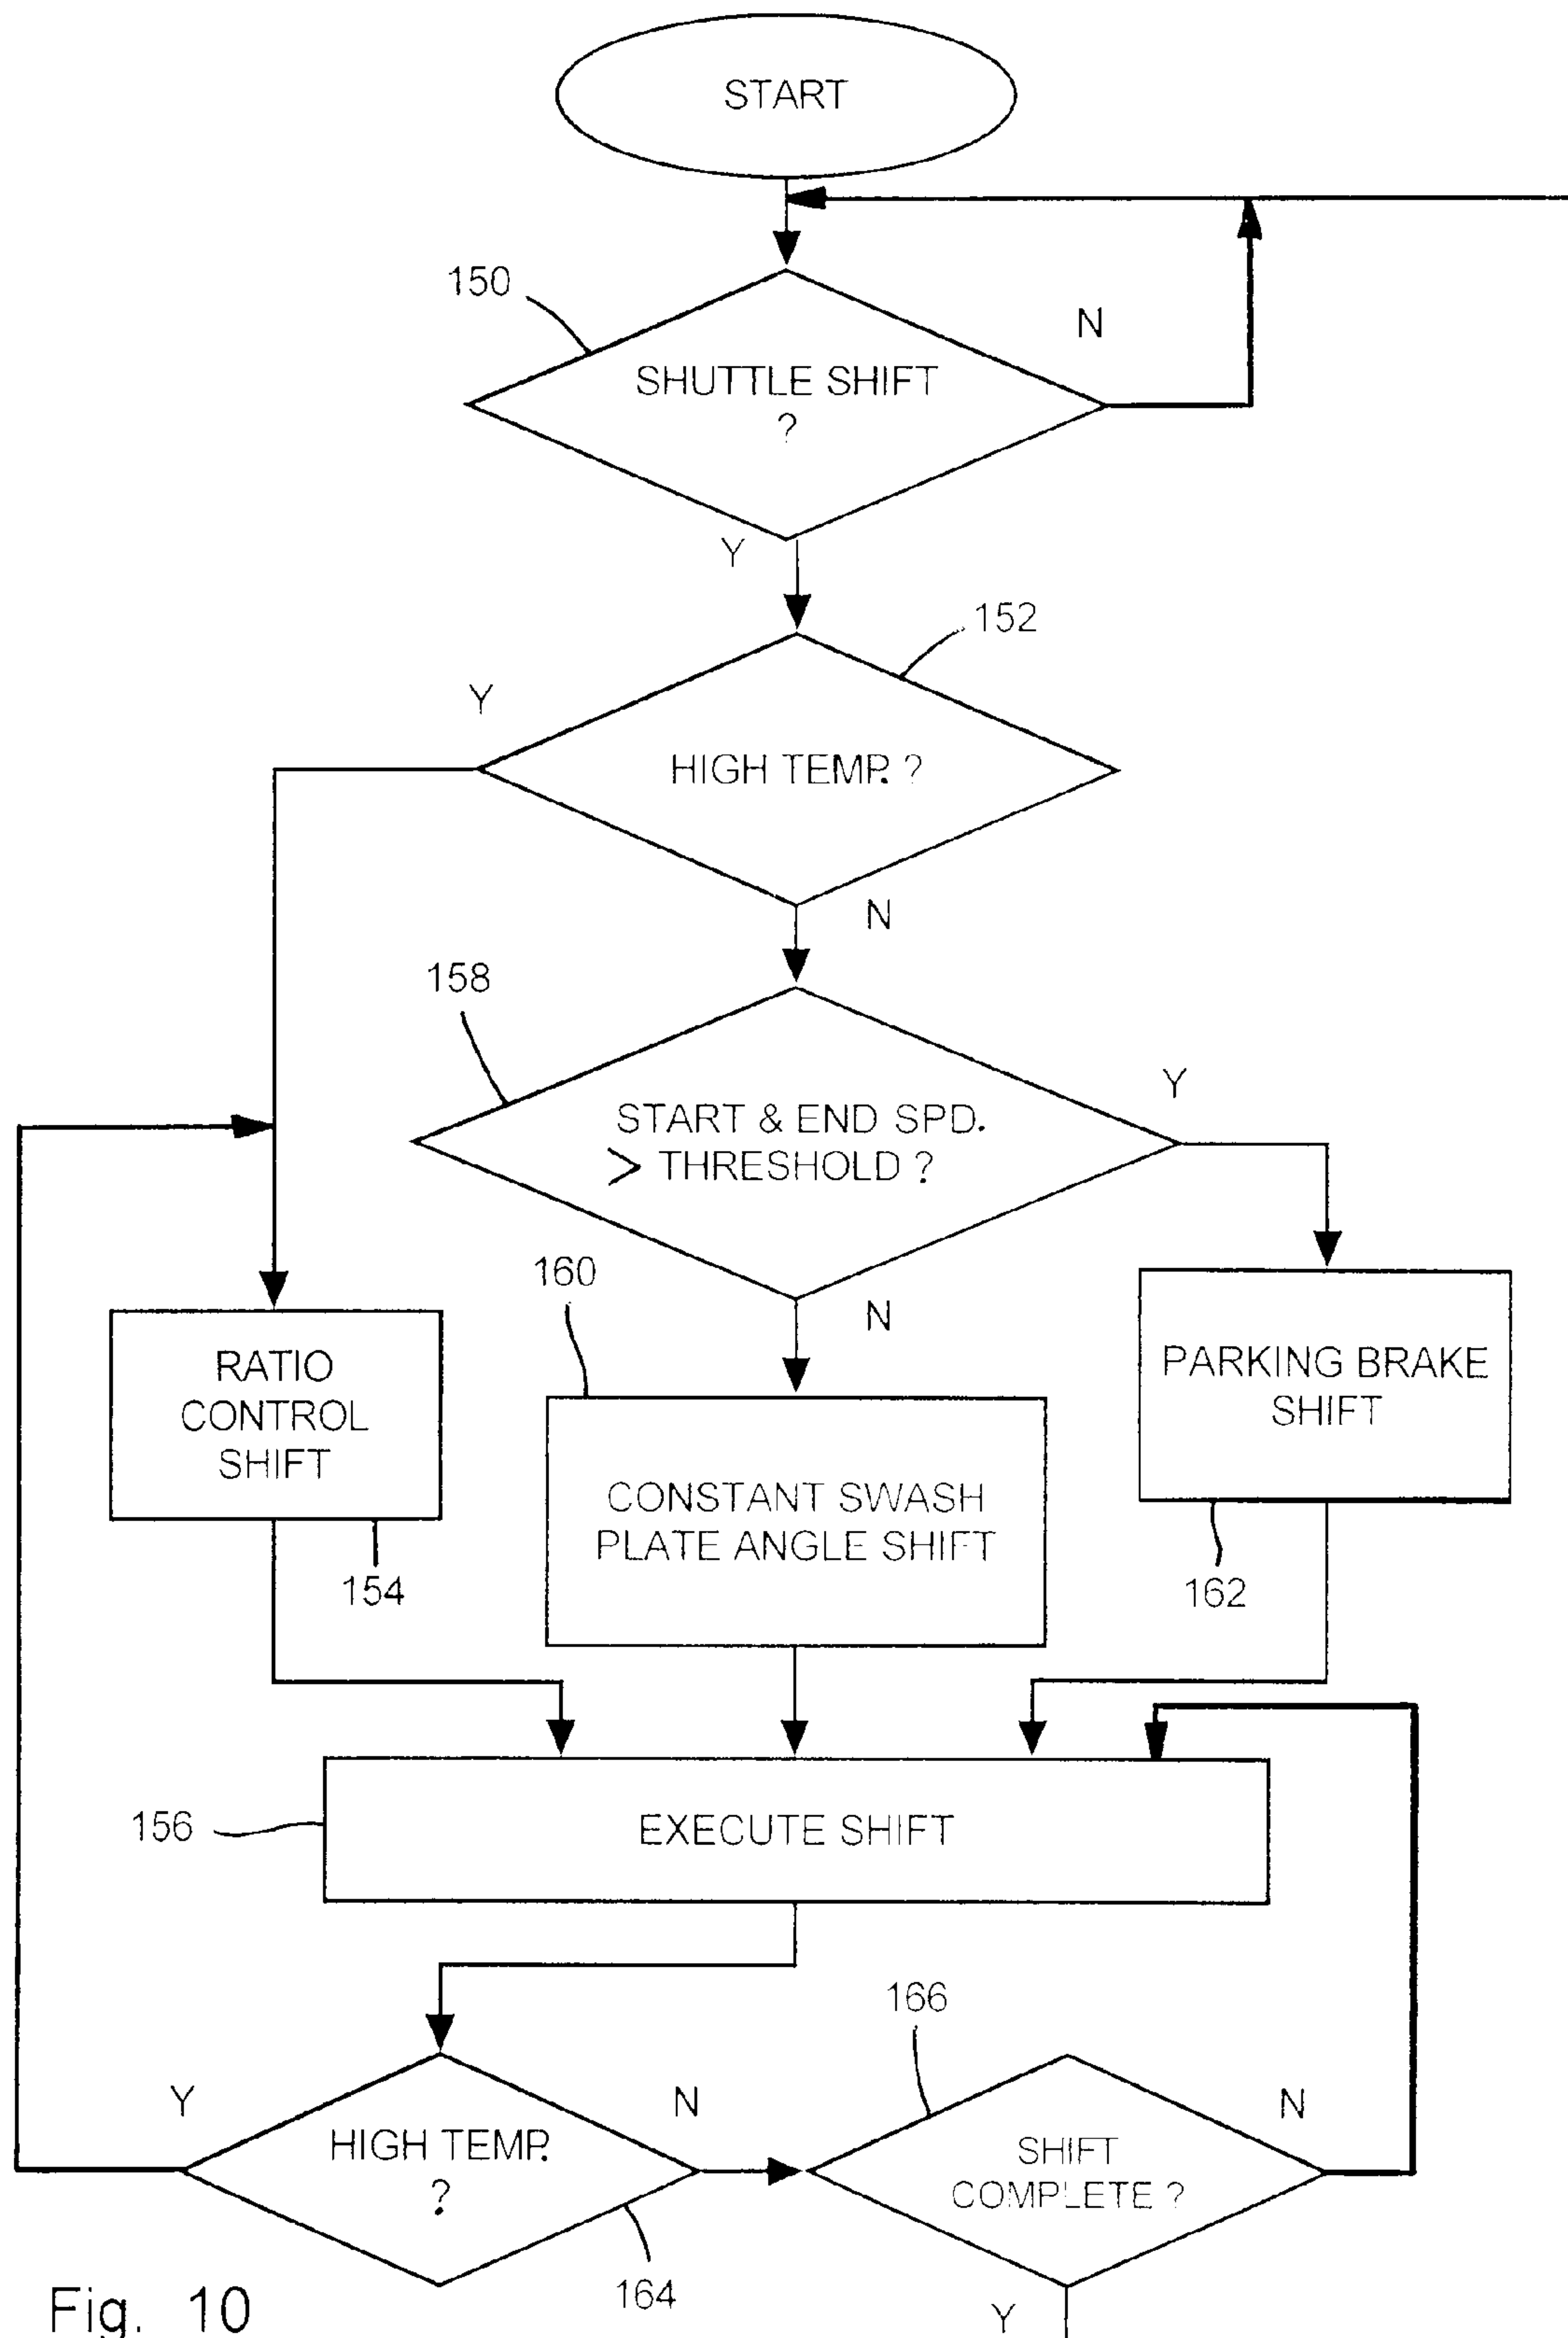 START
150
N
SHUTTLE SHIFT
?
Y
152
Y
HIGH TEMP. ?
N
158
Y
START & END SPD.
> THRESHOLD ?
160
N
RATIO
CONTROL
SHIFT
PARKING BRAKE
SHIFT
CONSTANT SWASH
PLATE ANGLE SHIFT
154
162
156
EXECUTE SHIFT
166
Y
N
N
HIGH TEMP.
?
SHIFT
COMPLETE ?
164
Y
Fig. 10